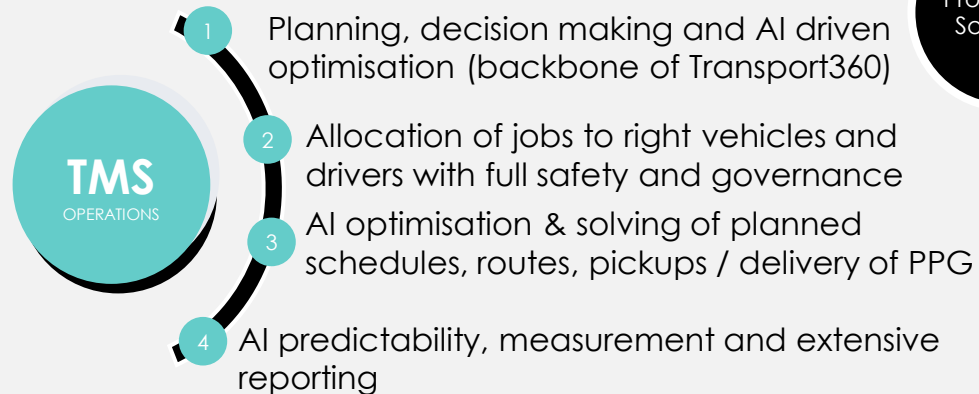 1
Planning, decision making and AI driven
optimisation (backbone of Transport360)
2
Allocation of jobs to right vehicles and
drivers with full safety and governance
TMS
OPERATIONS
3
AI optimisation & solving of planned
schedules, routes, pickups / delivery of PPG
4
AI predictability, measurement and extensive
reporting